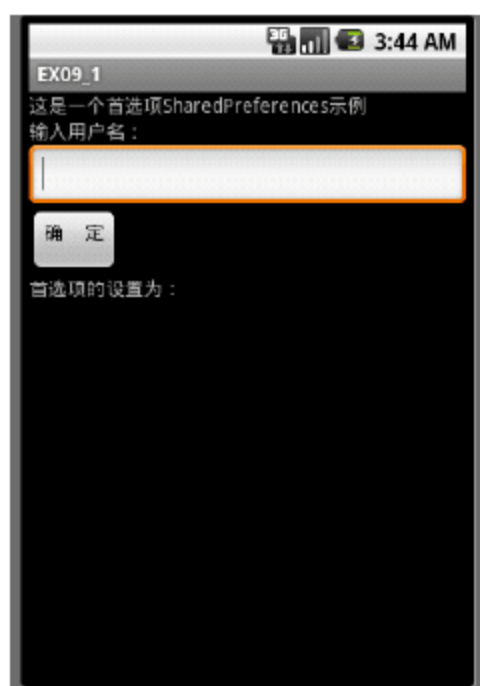 3G 3:44 AM
EX09_1
这是一个首选项SharedPreferences示例
输入用户名：
确 定
首选项的设置为：